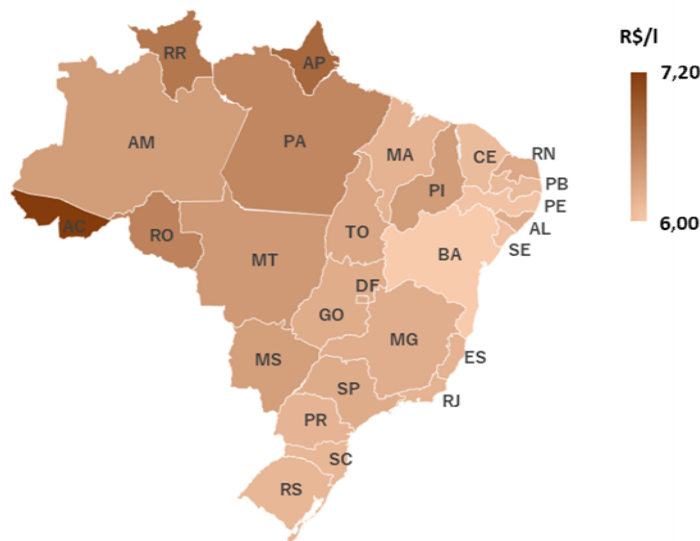 RR
AP
R$/l
7,20
AM
PA
MA
CE
RN
PI
PB
PE
AC
RO
TO
AL
6,00
MT
BA
SE
DF
GO
MG
MS
ES
SP
RJ
PR
SC
RS